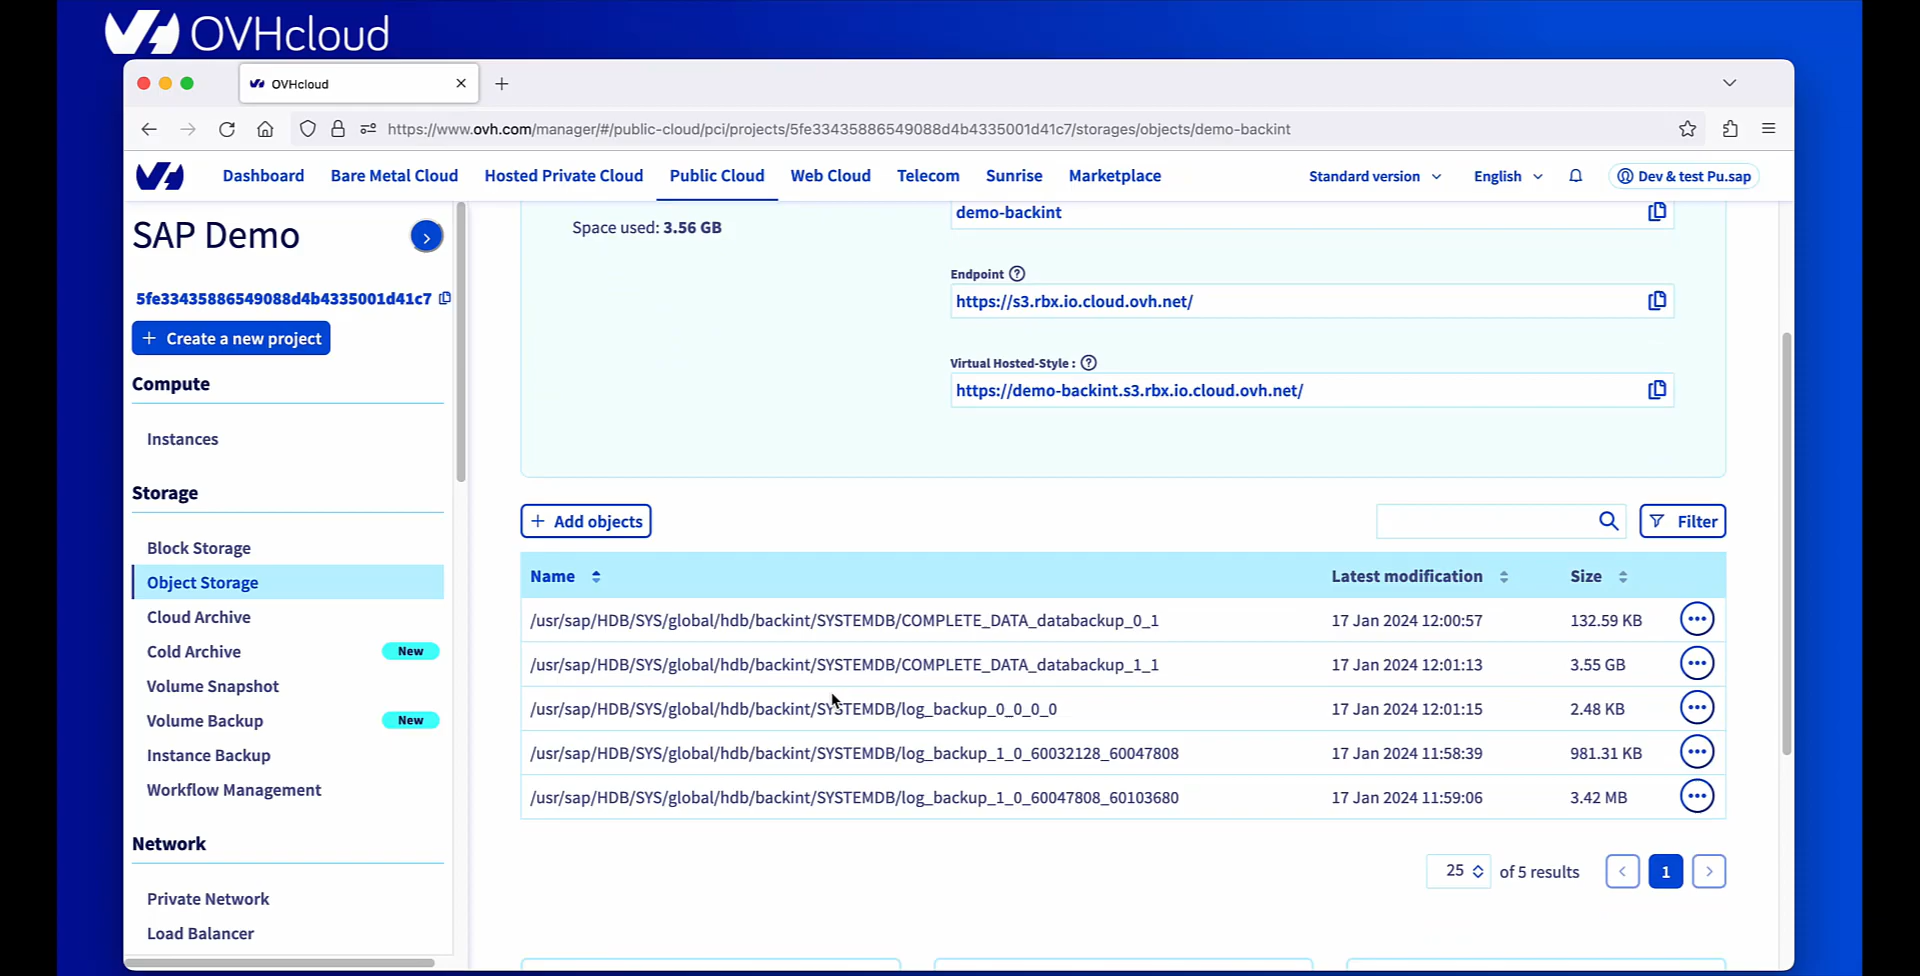 OVHcloud
OVHcloud
https://www.ovh.com/manager/#/public-cloud/pci/projects/5fe33435886549088d4b4335001d41c7/storages/objects/demo-backint
Dashboard Bare Metal Cloud Hosted Private Cloud Public Cloud Web Cloud Telecom Sunrise Marketplace Standard version English Dev & test Pu.sap
SAP Demo
5fe33435886549088d4b4335001d41c7
+ Create a new project
Compute
Instances
Storage
Block Storage
Object Storage
Cloud Archive
Cold Archive New
Volume Snapshot
Volume Backup New
Instance Backup
Workflow Management
Network
Private Network
Load Balancer
Space used: 3.56 GB
demo-backint
Endpoint ?
https://s3.rbx.io.cloud.ovh.net/
Virtual Hosted-Style : ?
https://demo-backint.s3.rbx.io.cloud.ovh.net/
+ Add objects
Filter
Name Latest modification Size
/usr/sap/HDB/SYS/global/hdb/backint/SYSTEMDB/COMPLETE_DATA_databackup_0_1 17 Jan 2024 12:00:57 132.59 KB
/usr/sap/HDB/SYS/global/hdb/backint/SYSTEMDB/COMPLETE_DATA_databackup_1_1 17 Jan 2024 12:01:13 3.55 GB
/usr/sap/HDB/SYS/global/hdb/backint/SYSTEMDB/log_backup_0_0_0_0 17 Jan 2024 12:01:15 2.48 KB
/usr/sap/HDB/SYS/global/hdb/backint/SYSTEMDB/log_backup_1_0_60032128_60047808 17 Jan 2024 11:58:39 981.31 KB
/usr/sap/HDB/SYS/global/hdb/backint/SYSTEMDB/log_backup_1_0_60047808_60103680 17 Jan 2024 11:59:06 3.42 MB
25 of 5 results 1